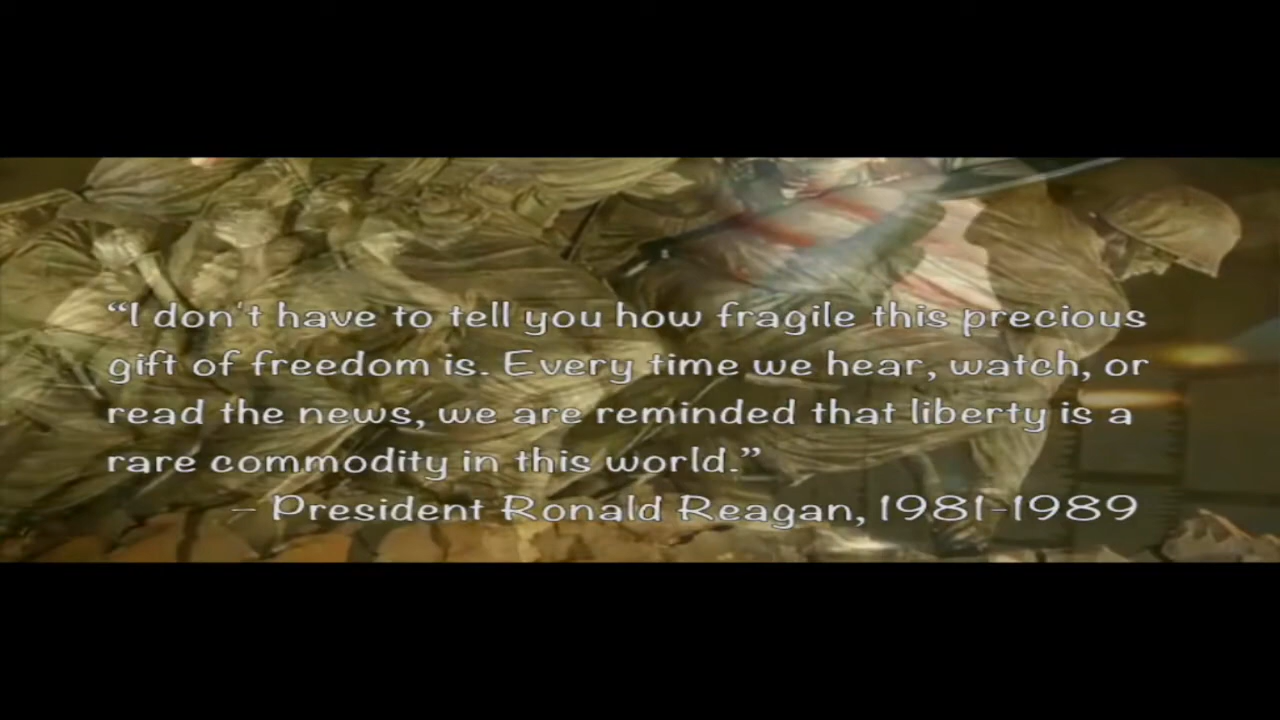 “I don't have to tell you how fragile this precious
gift of freedom is. Every time we hear, watch, or
read the news, we are reminded that liberty is a
rare commodity in this world.”
– President Ronald Reagan, 1981-1989